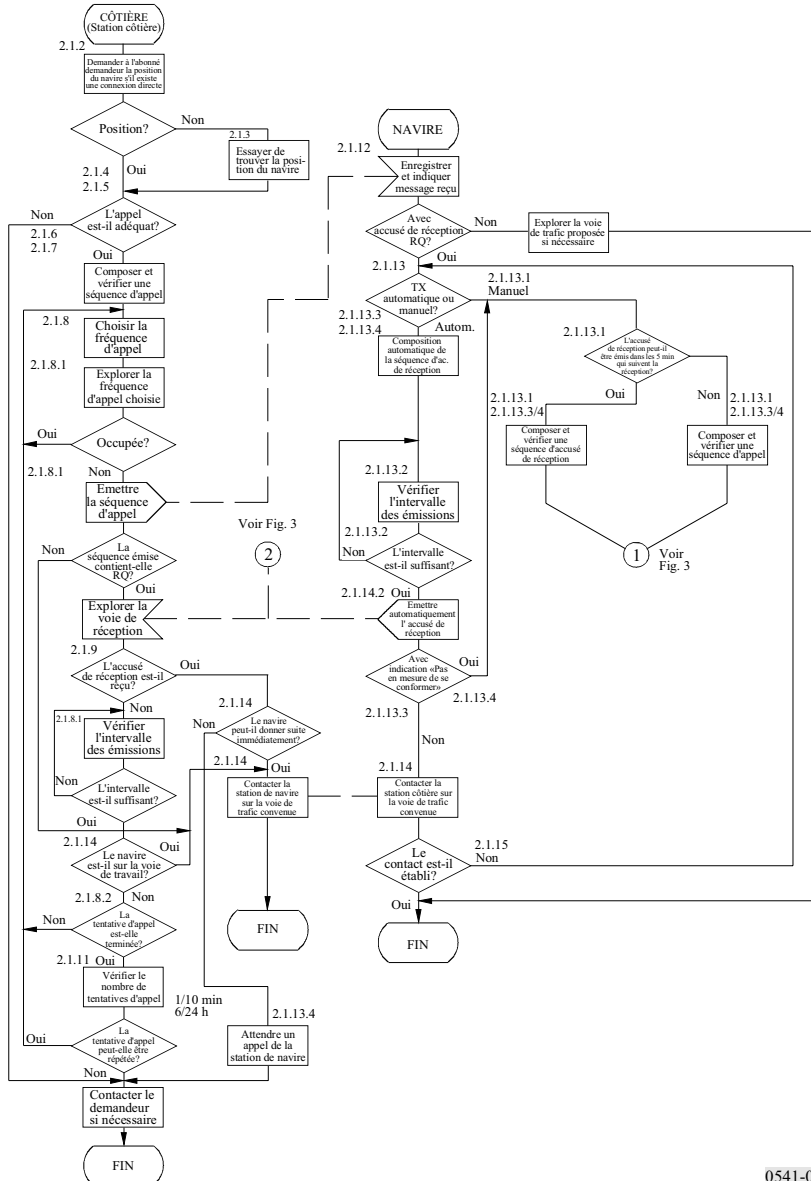 CÔTIÈRE
(Station côtière)
2.1.2
Demander à l'abonné
demandeur la position
du navire s'il existe
une connexion directe
Position?
Non
2.1.3
Essayer de
trouver la posi-
tion du navire
2.1.4
2.1.5
Oui
Non
L'appel
est-il adéquat?
2.1.6
2.1.7
Oui
Composer et
vérifier une
séquence d'appel
2.1.8
Choisir la
fréquence
d'appel
2.1.8.1
Explorer la
fréquence
d'appel choisie
Oui
Occupée?
2.1.8.1
Non
Emettre
la séquence
d'appel
Non
La
séquence émise
contient-elle
RQ?
Oui
Explorer la
voie de
réception
2.1.9
L'accusé
de réception est-il
reçu?
Oui
Non
2.1.8.1
Vérifier
l'intervalle
des émissions
Non
L'intervalle
est-il suffisant?
Oui
2.1.14
Oui
Le navire
est-il sur la voie
de travail?
2.1.8.2
Non
Non
La
tentative d'appel
est-elle
terminée?
2.1.11
Oui
Vérifier le
nombre de
tentatives d'appel
1/10 min
6/24 h
Oui
La
tentative d'appel
peut-elle être
répétée?
Non
Contacter le
demandeur
si nécessaire
FIN
Voir Fig. 3
2
2.1.14
Non
Le navire
peut-il donner suite
immédiatement?
2.1.14
Oui
Contacter la
station de navire
sur la voie de
trafic convenue
FIN
2.1.13.4
Attendre un
appel de la
station de navire
NAVIRE
2.1.12
Enregistrer
et indiquer
message reçu
Avec
accusé de réception
RQ?
Non
Explorer la voie
de trafic proposée
si nécessaire
Oui
2.1.13
TX
automatique ou
manuel?
2.1.13.1
Manuel
2.1.13.3
2.1.13.4
Autom.
Composition
automatique de
la séquence d'ac.
de réception
2.1.13.2
Vérifier
l'intervalle
des émissions
2.1.13.2
Non
L'intervalle
est-il suffisant?
2.1.14.2
Oui
Emettre
automatiquement
l' accusé de
réception
Avec
indication «Pas
en mesure de se
conformer»
Oui
2.1.13.4
2.1.13.3
Non
2.1.14
Contacter la
station côtière sur
la voie de trafic
convenue
2.1.15
Non
Le
contact est-il
établi?
Oui
FIN
2.1.13.1
L'accusé
de réception peut-il
être émis dans les 5 min
qui suivent la
réception?
Oui
Non
2.1.13.1
2.1.13.3/4
2.1.13.1
2.1.13.3/4
Composer et
vérifier une
séquence d'accusé
de réception
Composer et
vérifier une
séquence d'appel
1
Voir
Fig. 3
0541-0